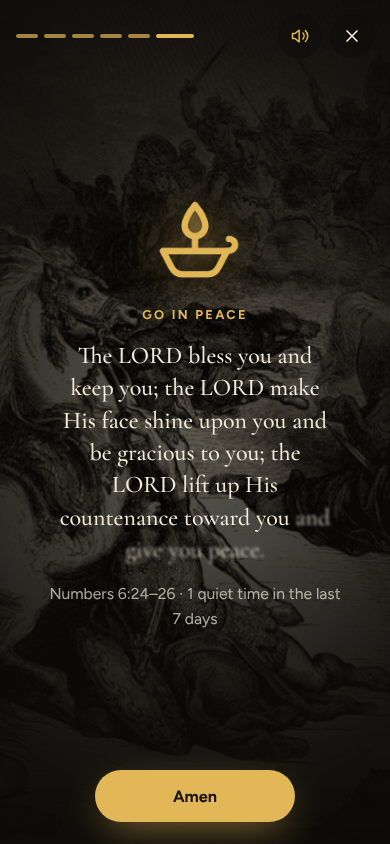 GO IN PEACE
The LORD bless you and
keep you; the LORD make
His face shine upon you and
be gracious to you; the
LORD lift up His
countenance toward you and
give you peace.
Numbers 6:24–26 · 1 quiet time in the last
7 days
Amen